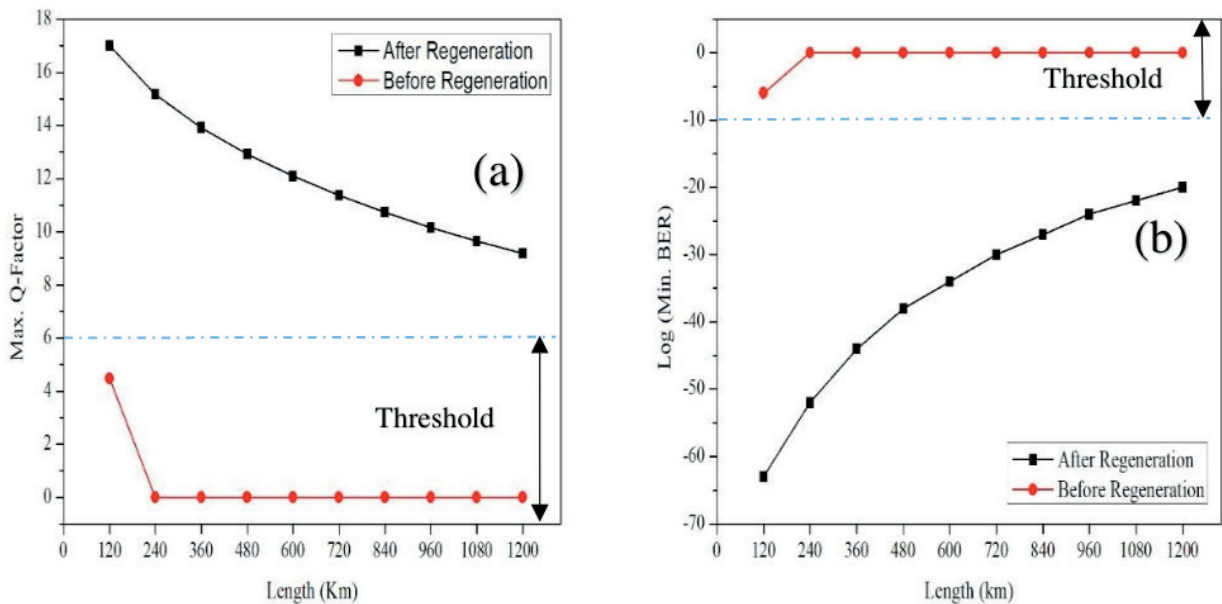 18
16
14
12
10
8
6
4
2
0
Max. Q-Factor
After Regeneration
Before Regeneration
(a)
Threshold
0 120 240 360 480 600 720 840 960 1080 1200
Length (Km)
0
-10
-20
-30
-40
-50
-60
-70
Log (Min. BER)
Threshold
(b)
After Regeneration
Before Regeneration
0 120 240 360 480 600 720 840 960 1080 1200
Length (km)